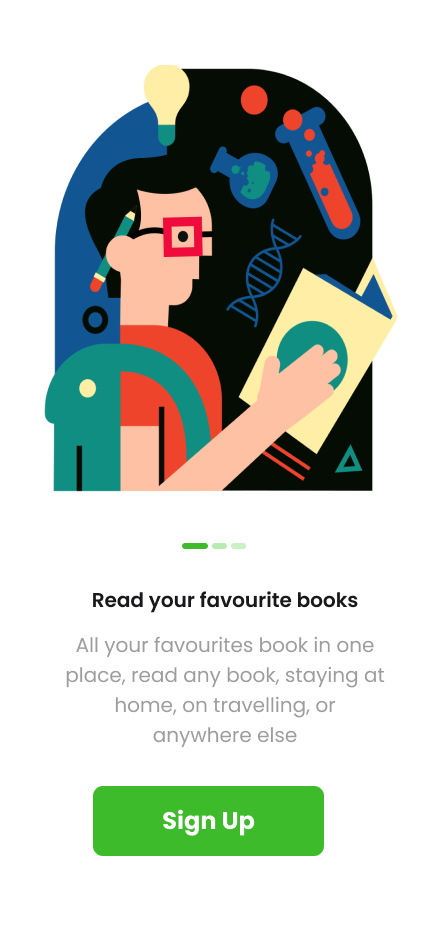 Read your favourite books
All your favourites book in one
place, read any book, staying at
home, on travelling, or
anywhere else
Sign Up